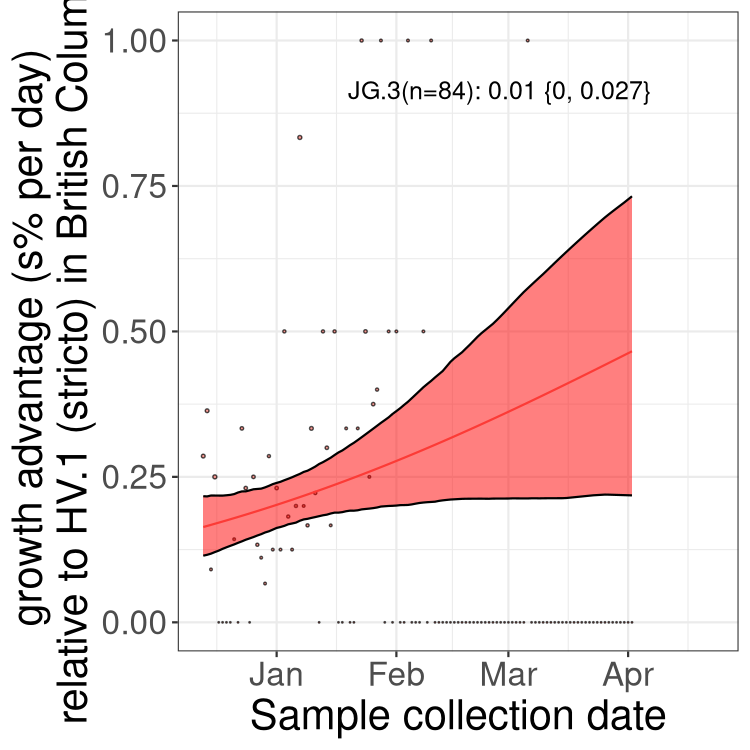 growth advantage (s% per day)
relative to HV.1 (stricto) in British Colum
1.00
0.75
0.50
0.25
0.00
JG.3(n=84): 0.01 {0, 0.027}
Jan Feb Mar Apr
Sample collection date